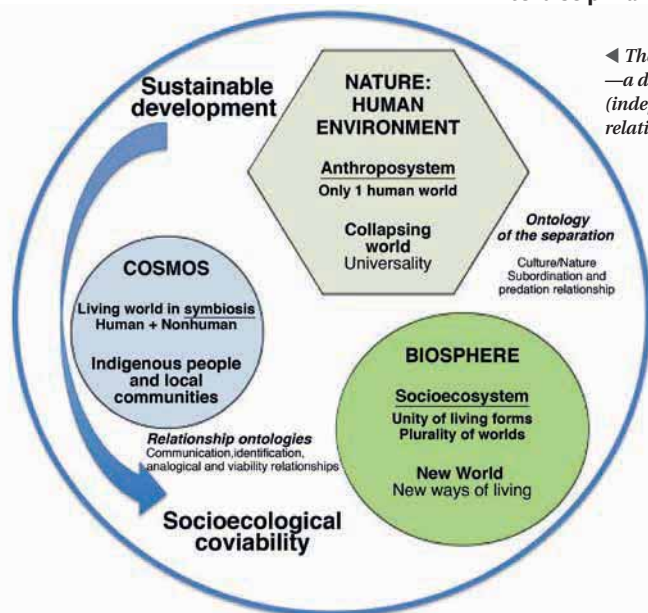 ◀ Th
—a d
(inde
relati
Sustainable
development
NATURE:
HUMAN
ENVIRONMENT
Anthroposystem
Only 1 human world
Collapsing
world
Universality
Ontology
of the separation
Culture/Nature
Subordination and
predation relationship
COSMOS
Living world in symbiosis
Human + Nonhuman
Indigenous people
and local
communities
BIOSPHERE
Socioecosystem
Unity of living forms
Plurality of worlds
New World
New ways of living
Relationship ontologies
Communication,identification,
analogical and viability relationships
Socioecological
coviability